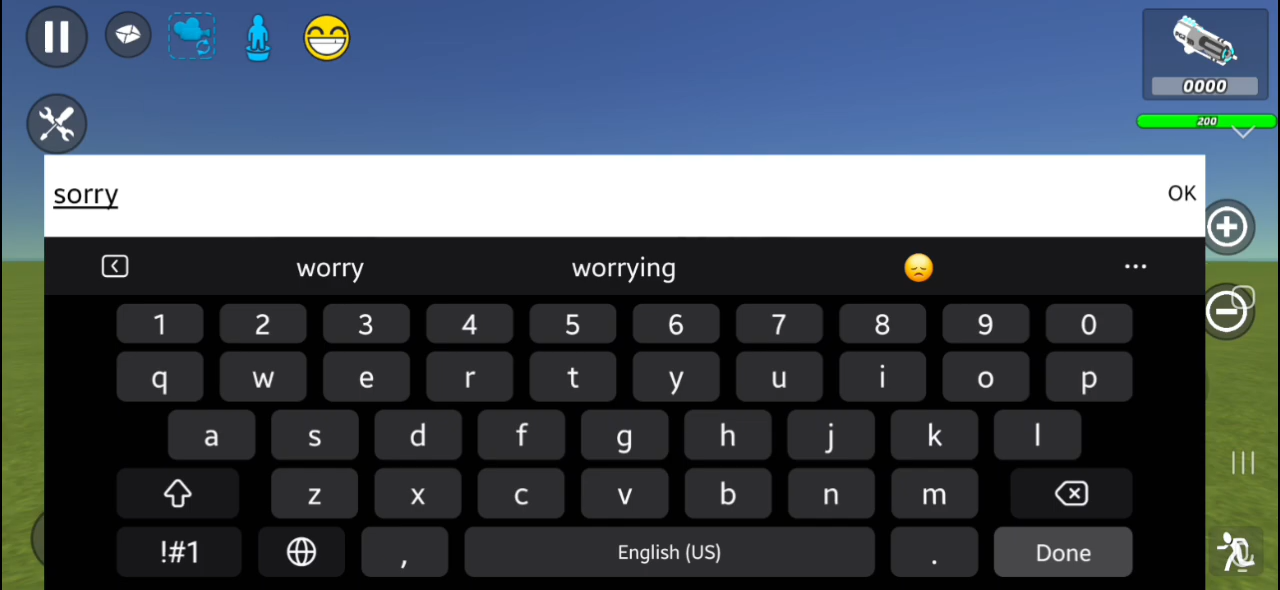 0000
200
sorry
OK
worry worrying
1 2 3 4 5 6 7 8 9 0
q w e r t y u i o p
a s d f g h j k l
z x c v b n m
!#1 , English (US) . Done